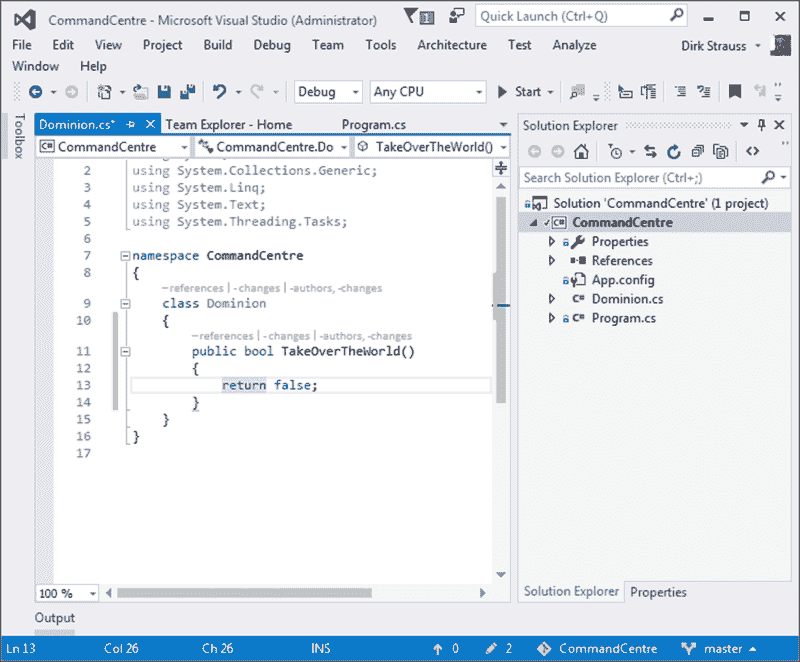 CommandCentre - Microsoft Visual Studio (Administrator)
Quick Launch (Ctrl+Q)
File Edit View Project Build Debug Team Tools Architecture Test Analyze Dirk Strauss
Window Help
Debug Any CPU Start
Toolbox
Dominion.cs* Team Explorer - Home Program.cs
CommandCentre CommandCentre.Do TakeOverTheWorld()
2 using System.Collections.Generic;
3 using System.Linq;
4 using System.Text;
5 using System.Threading.Tasks;
6
7 namespace CommandCentre
8 {
-references | -changes | -authors, -changes
9 class Dominion
10 {
-references | -changes | -authors, -changes
11 public bool TakeOverTheWorld()
12 {
13 return false;
14 }
15 }
16 }
17
100 %
Solution Explorer
Search Solution Explorer (Ctrl+;)
Solution 'CommandCentre' (1 project)
C# CommandCentre
Properties
References
App.config
C# Dominion.cs
C# Program.cs
Solution Explorer Properties
Output
Ln 13 Col 26 Ch 26 INS 0 2 CommandCentre master